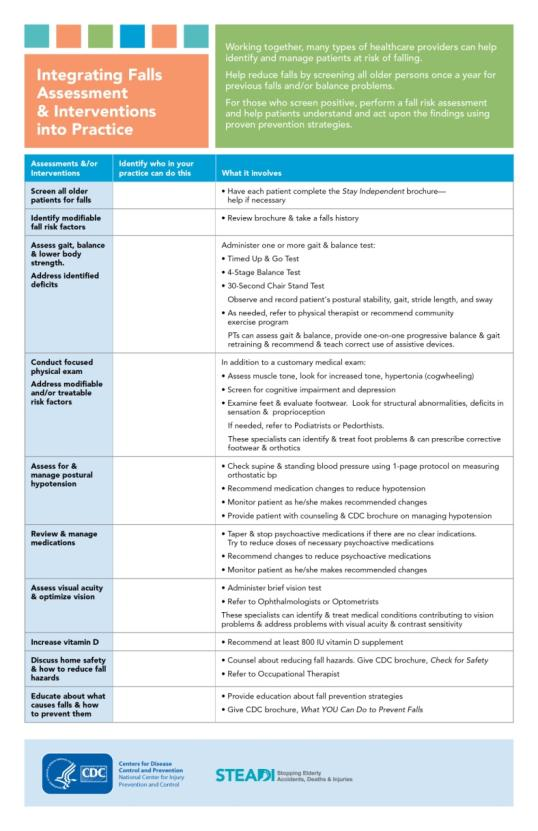 Integrating Falls
Assessment
& Interventions
into Practice
Working together, many types of healthcare providers can help
identify and manage patients at risk of falling.
Help reduce falls by screening all older persons once a year for
previous falls and/or balance problems.
For those who screen positive, perform a fall risk assessment
and help patients understand and act upon the findings using
proven prevention strategies.
Assessments &/or
Interventions
Identify who in your
practice can do this
What it involves
Screen all older
patients for falls
• Have each patient complete the Stay Independent brochure—
help if necessary
Identify modifiable
fall risk factors
• Review brochure & take a falls history
Assess gait, balance
& lower body
strength.
Address identified
deficits
Administer one or more gait & balance test:
• Timed Up & Go Test
• 4-Stage Balance Test
• 30-Second Chair Stand Test
Observe and record patient's postural stability, gait, stride length, and sway
• As needed, refer to physical therapist or recommend community
exercise program
PTs can assess gait & balance, provide one-on-one progressive balance & gait
retraining & recommend & teach correct use of assistive devices.
Conduct focused
physical exam
Address modifiable
and/or treatable
risk factors
In addition to a customary medical exam:
• Assess muscle tone, look for increased tone, hypertonia (cogwheeling)
• Screen for cognitive impairment and depression
• Examine feet & evaluate footwear. Look for structural abnormalities, deficits in
sensation & proprioception
If needed, refer to Podiatrists or Pedorthists.
These specialists can identify & treat foot problems & can prescribe corrective
footwear & orthotics
Assess for &
manage postural
hypotension
• Check supine & standing blood pressure using 1-page protocol on measuring
orthostatic bp
• Recommend medication changes to reduce hypotension
• Monitor patient as he/she makes recommended changes
• Provide patient with counseling & CDC brochure on managing hypotension
Review & manage
medications
• Taper & stop psychoactive medications if there are no clear indications.
Try to reduce doses of necessary psychoactive medications
• Recommend changes to reduce psychoactive medications
• Monitor patient as he/she makes recommended changes
Assess visual acuity
& optimize vision
• Administer brief vision test
• Refer to Ophthalmologists or Optometrists
These specialists can identify & treat medical conditions contributing to vision
problems & address problems with visual acuity & contrast sensitivity
Increase vitamin D
• Recommend at least 800 IU vitamin D supplement
Discuss home safety
& how to reduce fall
hazards
• Counsel about reducing fall hazards. Give CDC brochure, Check for Safety
• Refer to Occupational Therapist
Educate about what
causes falls & how
to prevent them
• Provide education about fall prevention strategies
• Give CDC brochure, What YOU Can Do to Prevent Falls
CDC
Centers for Disease
Control and Prevention
National Center for Injury
Prevention and Control
STEADI
Stopping Elderly
Accidents, Deaths & Injuries